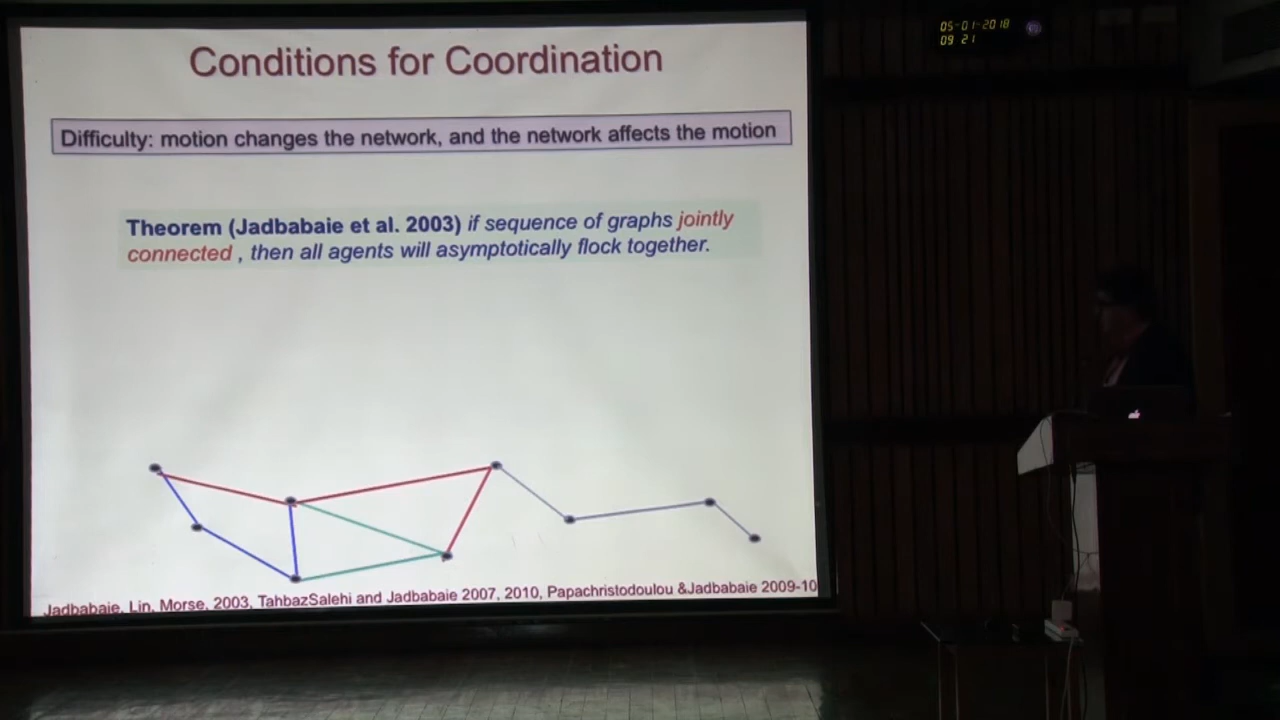 Conditions for Coordination
Difficulty: motion changes the network, and the network affects the motion
Theorem (Jadbabaie et al. 2003) if sequence of graphs jointly
connected , then all agents will asymptotically flock together.
Jadbabaie, Lin, Morse, 2003, TahbazSalehi and Jadbabaie 2007, 2010, Papachristodoulou &Jadbabaie 2009-10
05-01-2018
09 21